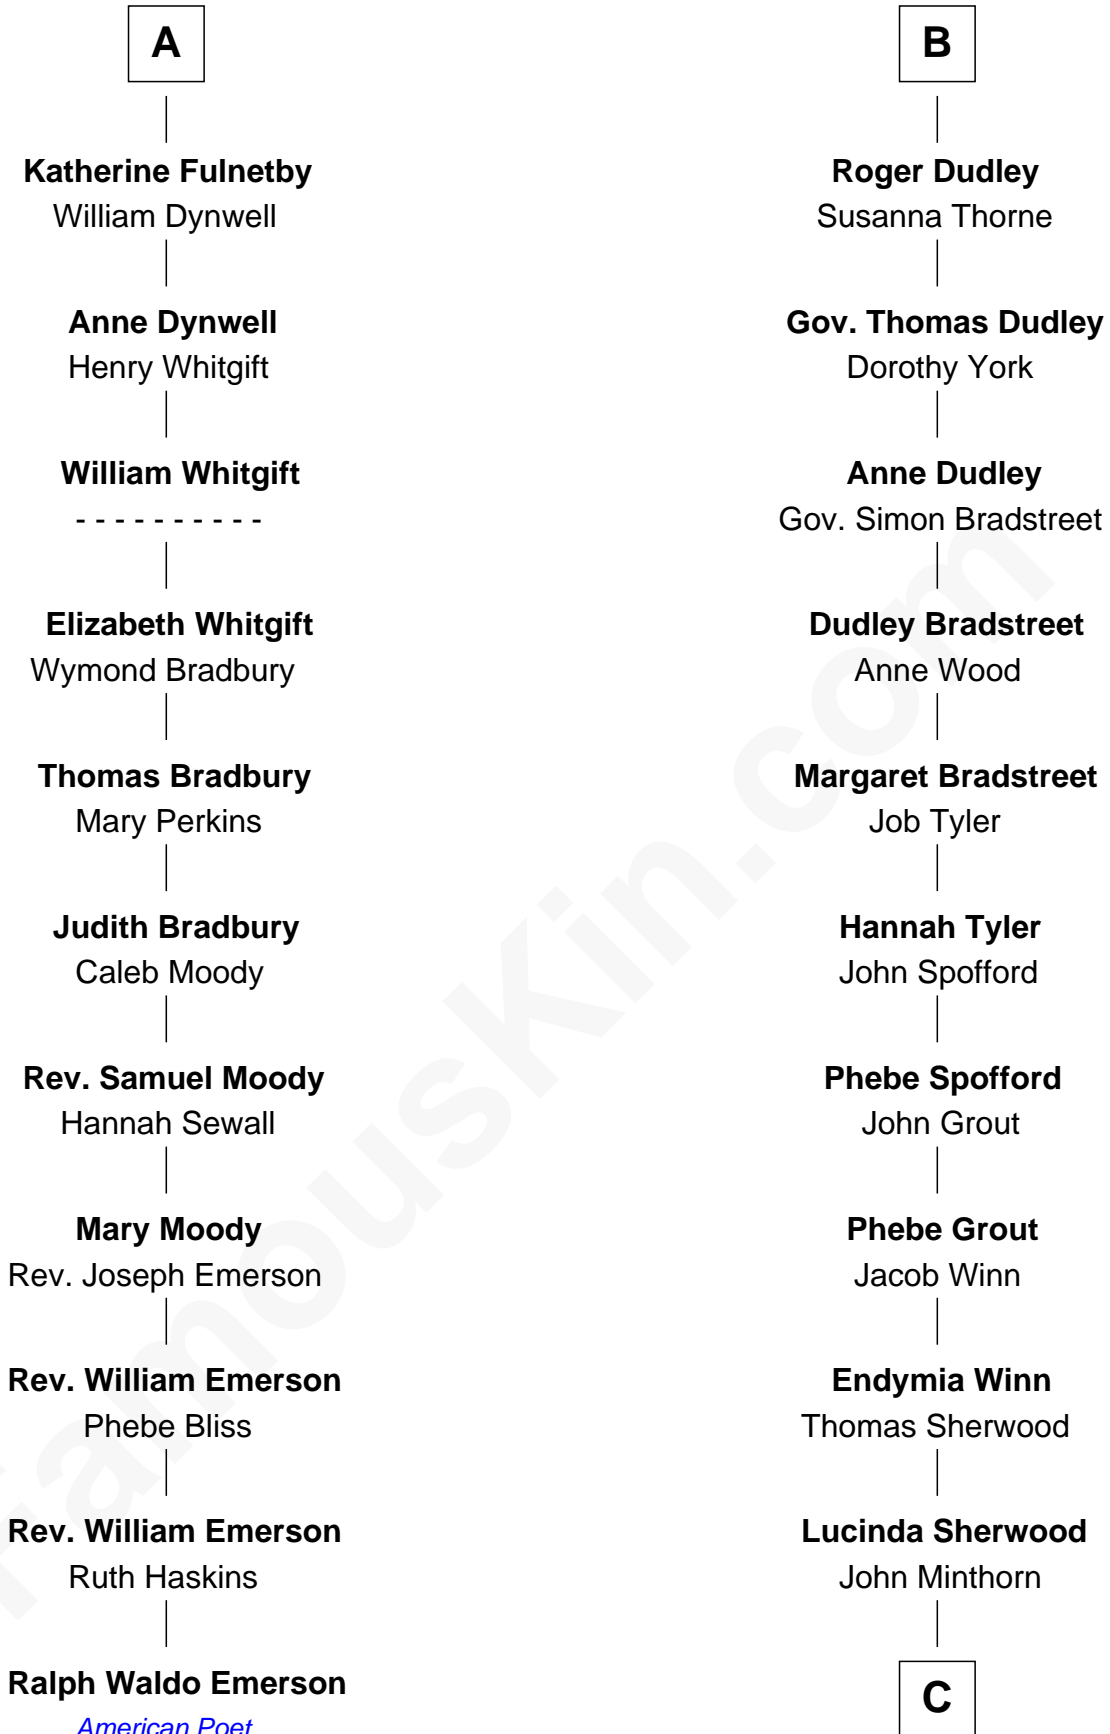 A
Katherine Fulnetby
William Dynwell
Anne Dynwell
Henry Whitgift
William Whitgift
- - - - - - - - - -
Elizabeth Whitgift
Wymond Bradbury
Thomas Bradbury
Mary Perkins
Judith Bradbury
Caleb Moody
Rev. Samuel Moody
Hannah Sewall
Mary Moody
Rev. Joseph Emerson
Rev. William Emerson
Phebe Bliss
Rev. William Emerson
Ruth Haskins
Ralph Waldo Emerson
American Poet
B
Roger Dudley
Susanna Thorne
Gov. Thomas Dudley
Dorothy York
Anne Dudley
Gov. Simon Bradstreet
Dudley Bradstreet
Anne Wood
Margaret Bradstreet
Job Tyler
Hannah Tyler
John Spofford
Phebe Spofford
John Grout
Phebe Grout
Jacob Winn
Endymia Winn
Thomas Sherwood
Lucinda Sherwood
John Minthorn
C
FamousKin.com